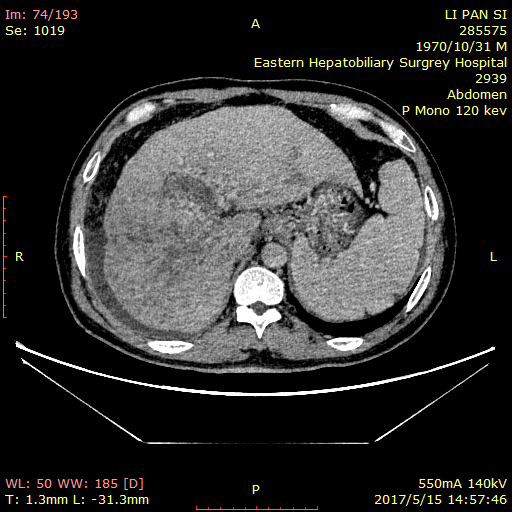 Im: 74/193
Se: 1019
A
LI PAN SI
285575
1970/10/31 M
Eastern Hepatobiliary Surgrey Hospital
2939
Abdomen
P Mono 120 kev
R
L
WL: 50 WW: 185 [D]
T: 1.3mm L: -31.3mm
P
550mA 140kV
2017/5/15 14:57:46